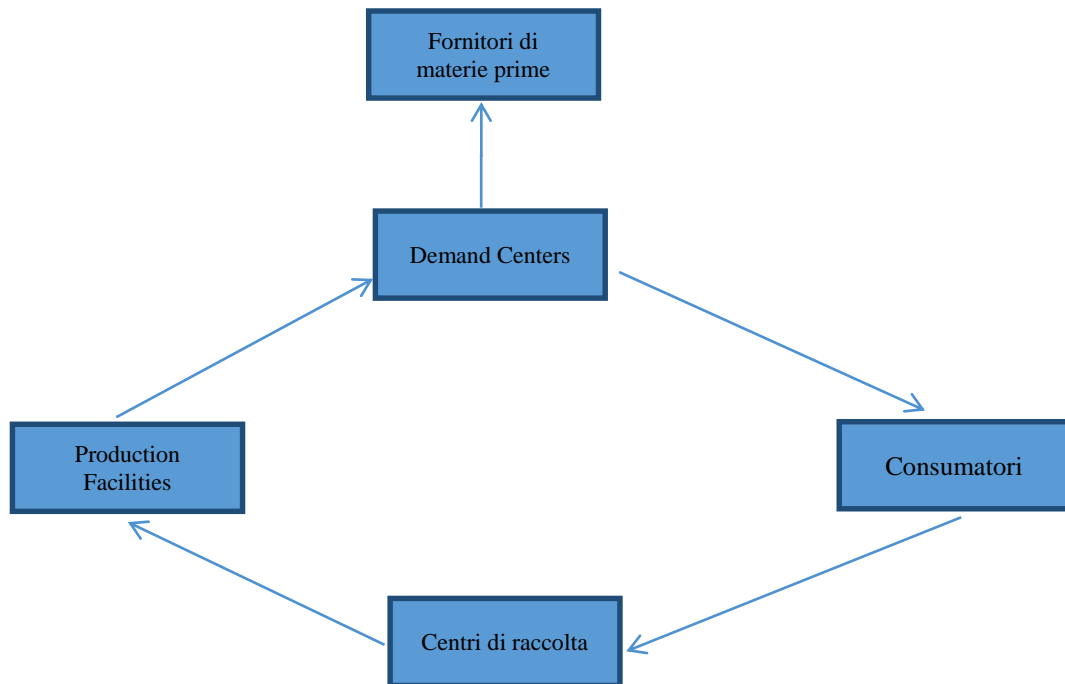 Fornitori di
materie prime
Demand Centers
Production
Facilities
Consumatori
Centri di raccolta